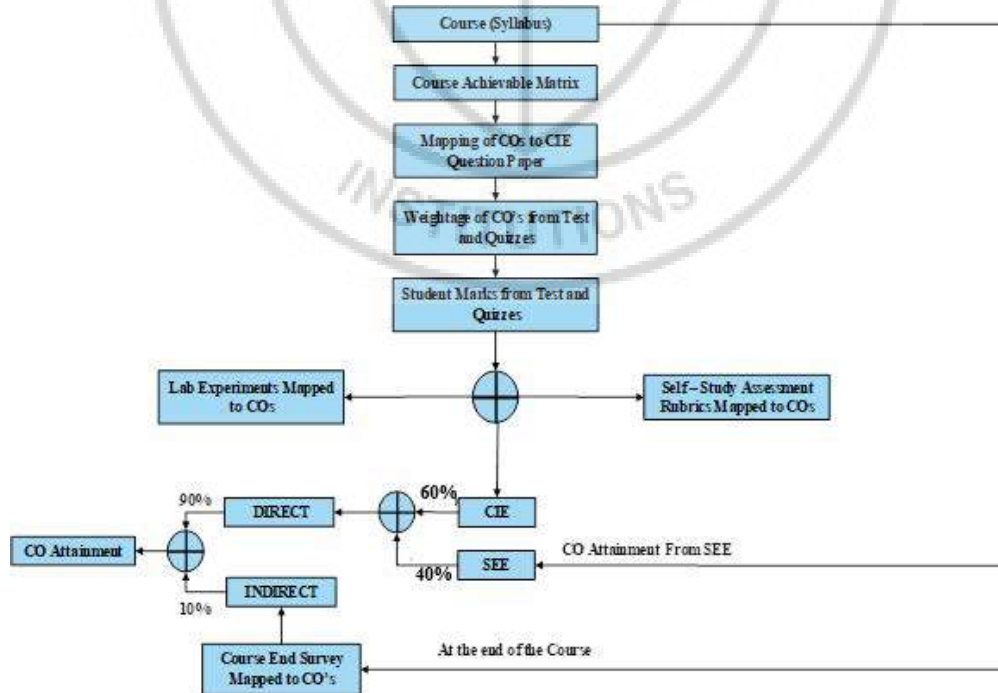 Course (Syllabus)
Course Achievable Matrix
Mapping of COs to CIE
Question Paper
INSTITUTIONS
Weightage of CO's from Test
and Quizzes
Student Marks from Test and
Quizzes
Lab Experiments Mapped
to COs
Self – Study Assessment
Rubrics Mapped to COs
90%
DIRECT
60%
CIE
CO Attainment
40%
SEE
CO Attainment From SEE
10%
INDIRECT
Course End Survey
Mapped to CO's
At the end of the Course